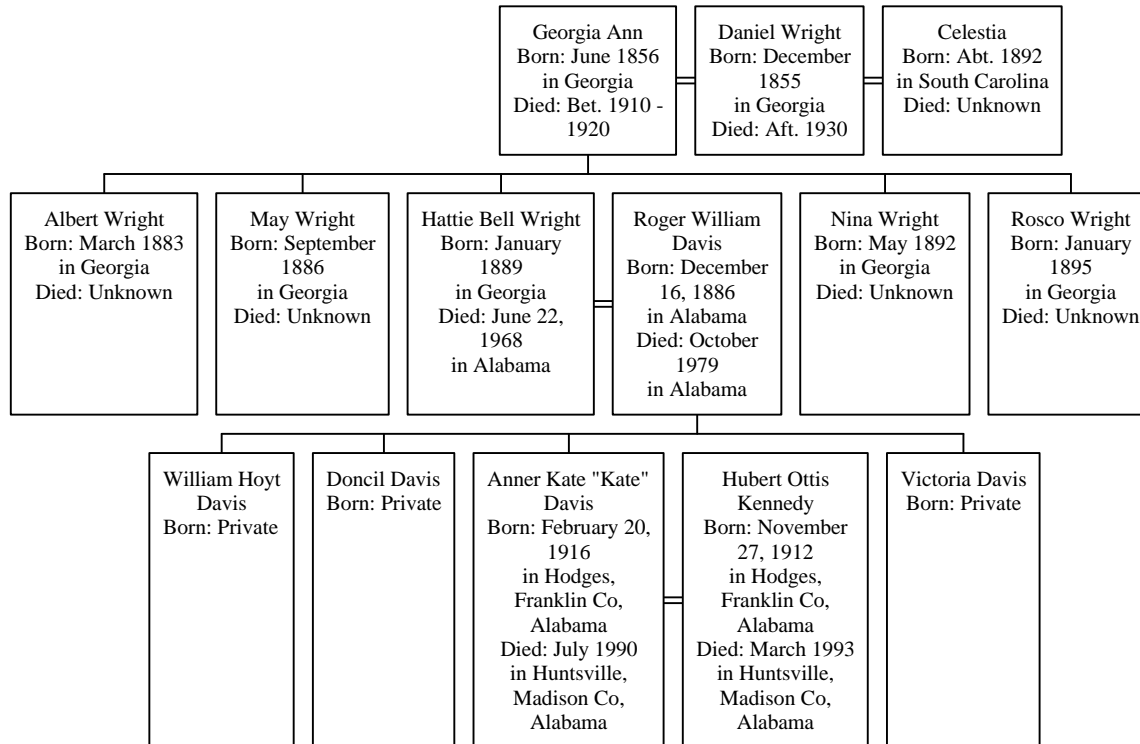 Georgia Ann
Born: June 1856
in Georgia
Died: Bet. 1910 -
1920
Daniel Wright
Born: December
1855
in Georgia
Died: Aft. 1930
Celestia
Born: Abt. 1892
in South Carolina
Died: Unknown
Albert Wright
Born: March 1883
in Georgia
Died: Unknown
May Wright
Born: September
1886
in Georgia
Died: Unknown
Hattie Bell Wright
Born: January
1889
in Georgia
Died: June 22,
1968
in Alabama
Roger William
Davis
Born: December
16, 1886
in Alabama
Died: October
1979
in Alabama
Nina Wright
Born: May 1892
in Georgia
Died: Unknown
Rosco Wright
Born: January
1895
in Georgia
Died: Unknown
William Hoyt
Davis
Born: Private
Doncil Davis
Born: Private
Anner Kate "Kate"
Davis
Born: February 20,
1916
in Hodges,
Franklin Co,
Alabama
Died: July 1990
in Huntsville,
Madison Co,
Alabama
Hubert Ottis
Kennedy
Born: November
27, 1912
in Hodges,
Franklin Co,
Alabama
Died: March 1993
in Huntsville,
Madison Co,
Alabama
Victoria Davis
Born: Private